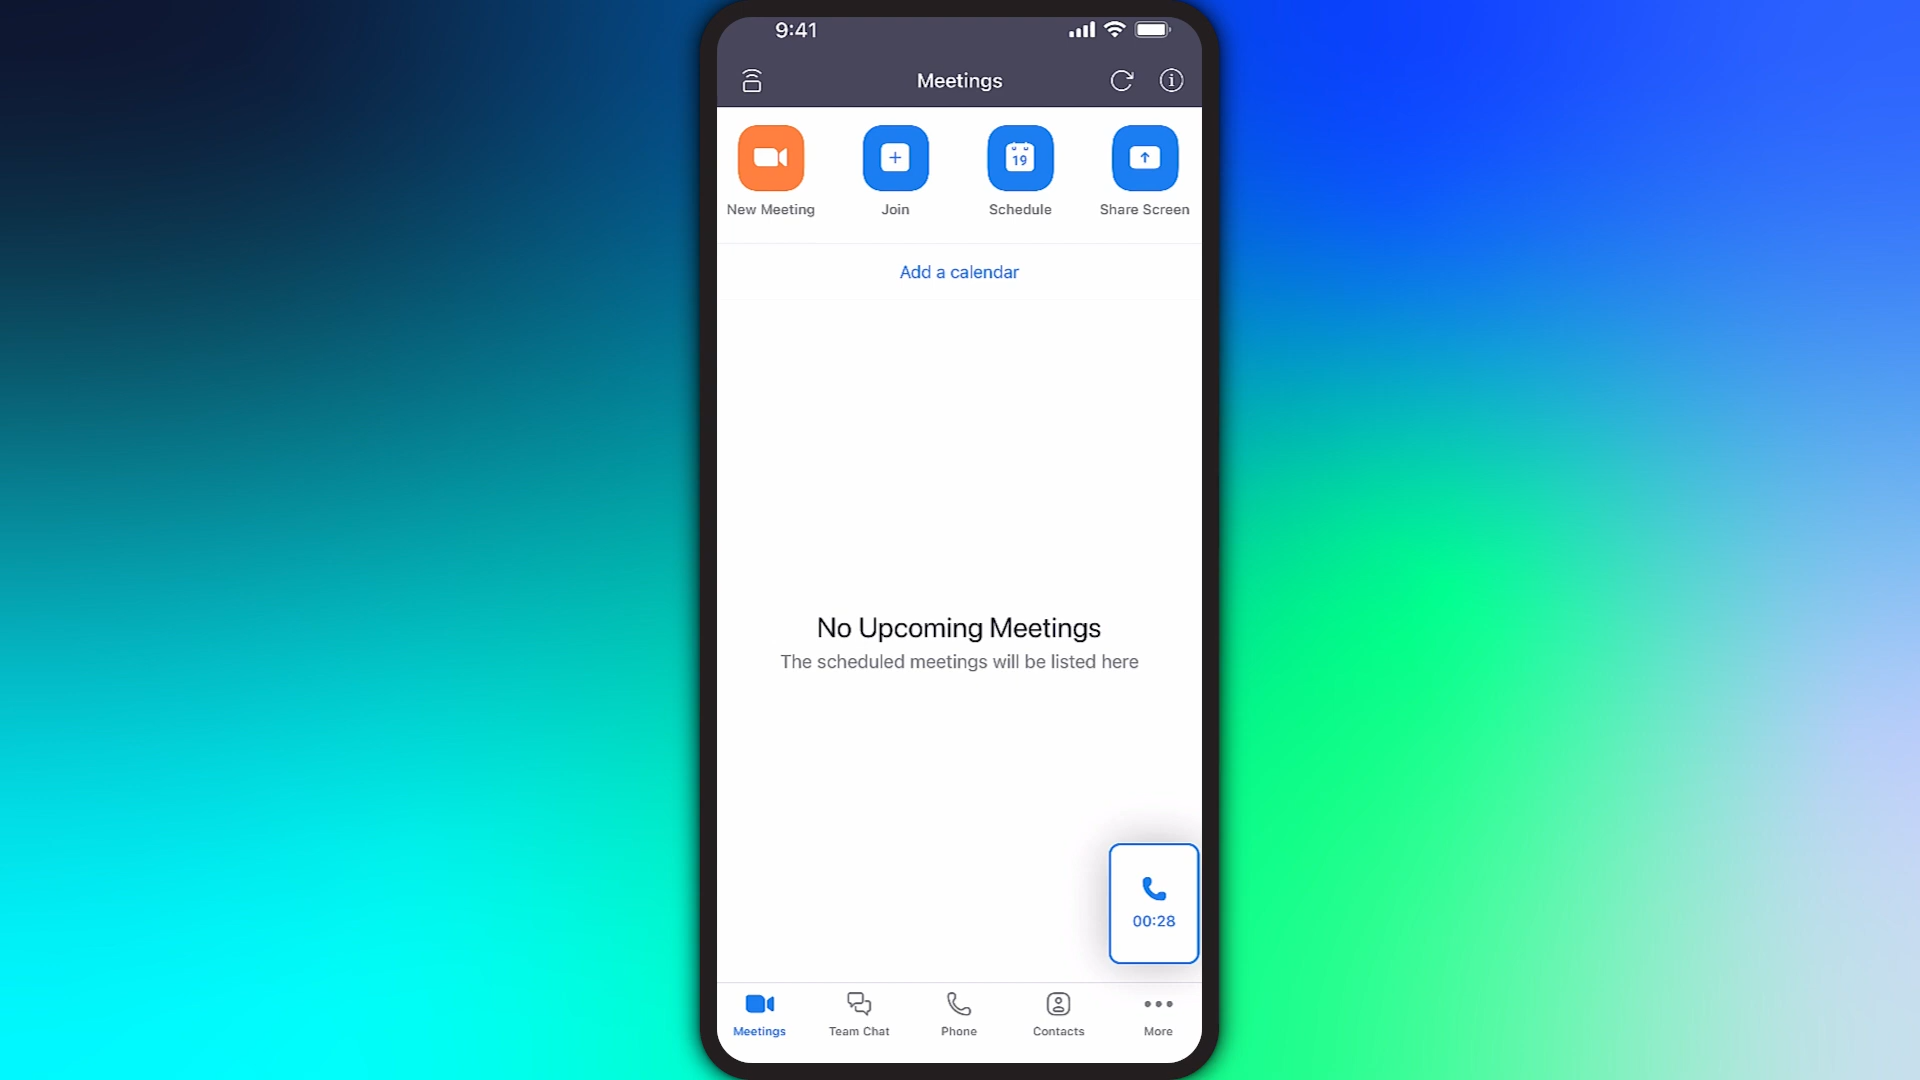 9:41
Meetings
New Meeting
Join
19
Schedule
Share Screen
Add a calendar
No Upcoming Meetings
The scheduled meetings will be listed here
00:28
Meetings
Team Chat
Phone
Contacts
More